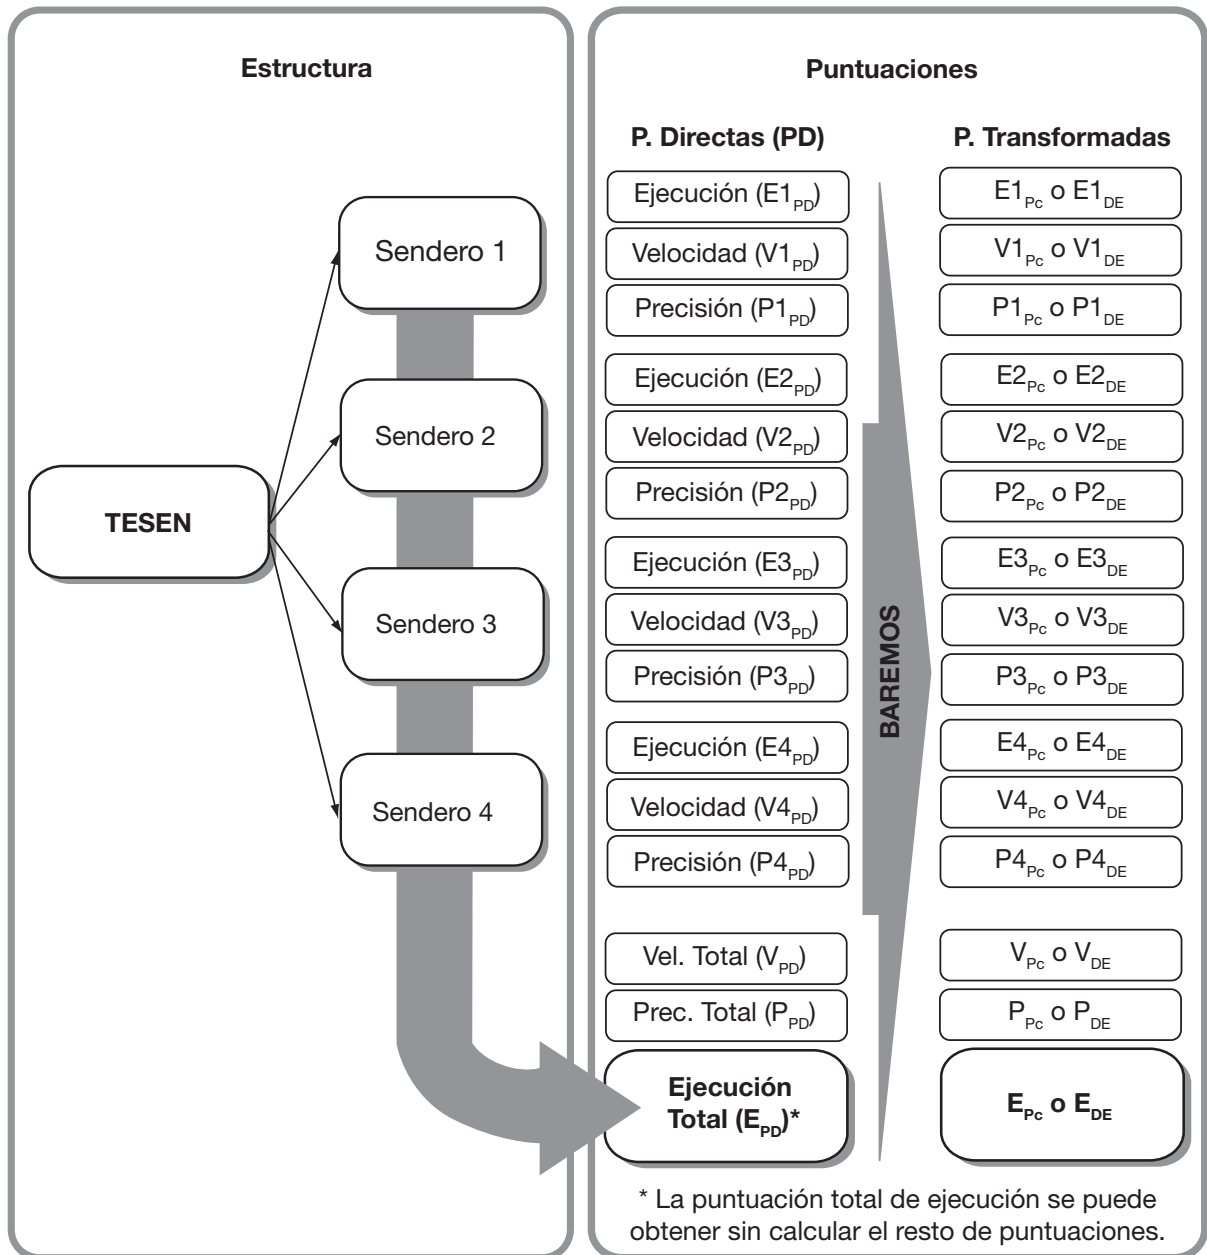 Estructura
TESEN
Sendero 1
Sendero 2
Sendero 3
Sendero 4
Puntuaciones
P. Directas (PD)
Ejecución (E1PD)
Velocidad (V1PD)
Precisión (P1PD)
Ejecución (E2PD)
Velocidad (V2PD)
Precisión (P2PD)
Ejecución (E3PD)
Velocidad (V3PD)
Precisión (P3PD)
Ejecución (E4PD)
Velocidad (V4PD)
Precisión (P4PD)
Vel. Total (VPD)
Prec. Total (PPD)
Ejecución
Total (EPD)*
BAREMOS
P. Transformadas
E1Pc o E1DE
V1Pc o V1DE
P1Pc o P1DE
E2Pc o E2DE
V2Pc o V2DE
P2Pc o P2DE
E3Pc o E3DE
V3Pc o V3DE
P3Pc o P3DE
E4Pc o E4DE
V4Pc o V4DE
P4Pc o P4DE
VPc o VDE
PPc o PDE
EPc o EDE
* La puntuación total de ejecución se puede
obtener sin calcular el resto de puntuaciones.